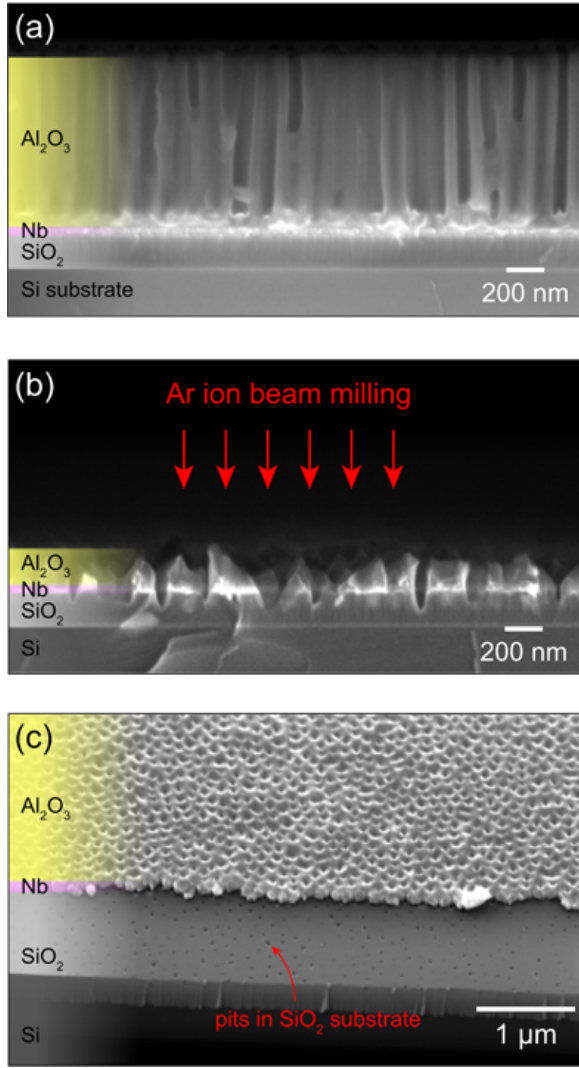 (a)
Al₂O₃
Nb
SiO₂
Si substrate
200 nm
(b)
Ar ion beam milling
Al₂O₃
Nb
SiO₂
Si
200 nm
(c)
Al₂O₃
Nb
SiO₂
Si
pits in SiO₂ substrate
1 µm